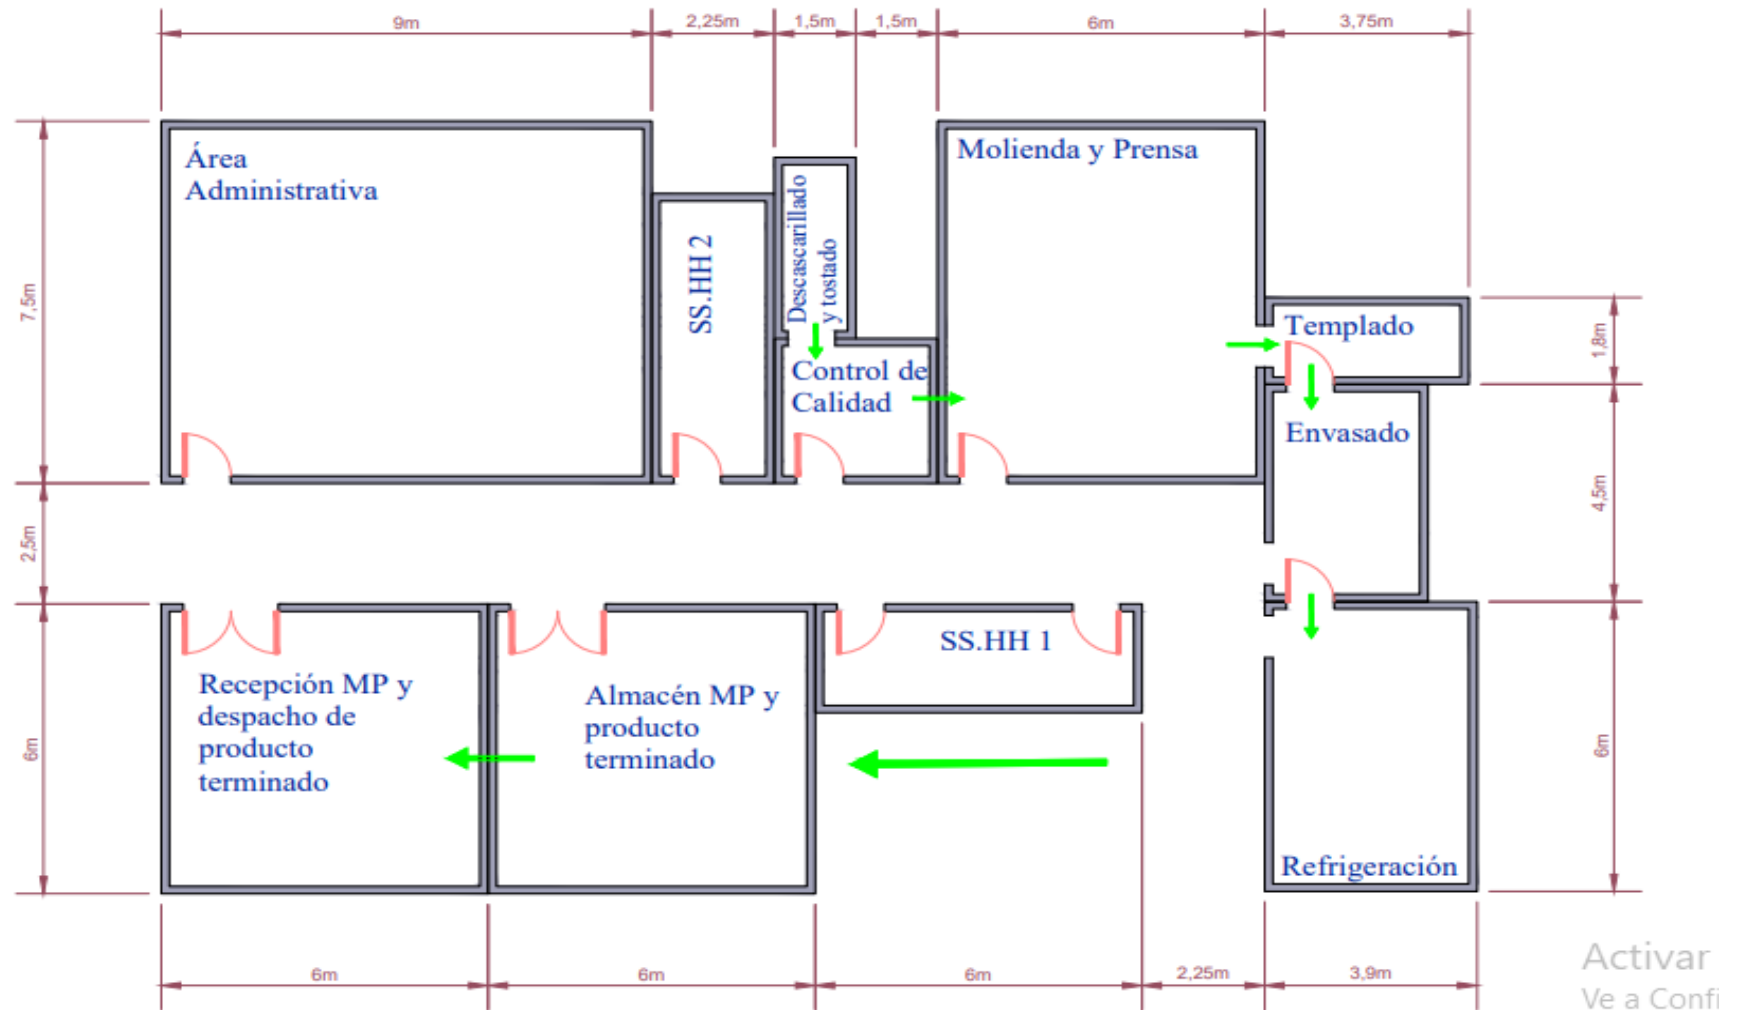 9m
2,25m
1,5m
1,5m
6m
3,75m
Área
Administrativa
SS.HH 2
Descascarillado
y tostado
Control de
Calidad
Molienda y Prensa
Templado
Envasado
7,5m
2,5m
6m
1,8m
4,5m
6m
Recepción MP y
despacho de
producto
terminado
Almacén MP y
producto
terminado
SS.HH 1
Refrigeración
6m
6m
6m
2,25m
3,9m
Activar
Ve a Confi